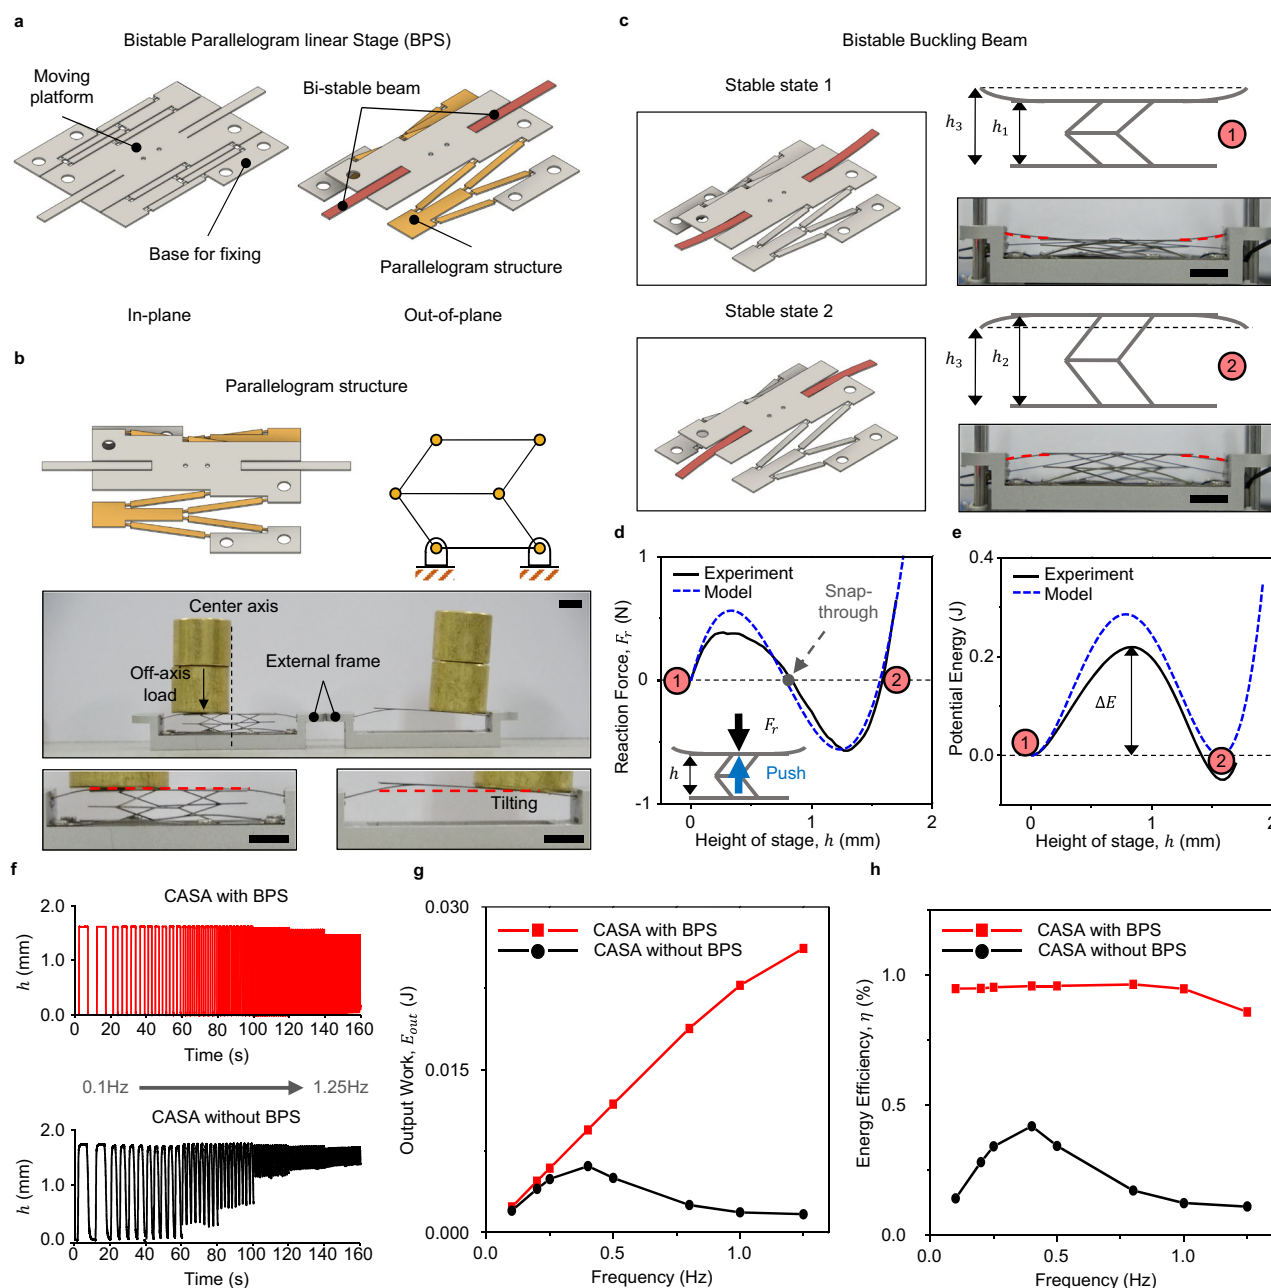 a
Bistable Parallelogram linear Stage (BPS)
Moving
platform
Bi-stable beam
Base for fixing
Parallelogram structure
In-plane
Out-of-plane
b
Parallelogram structure
Center axis
Off-axis
load
External frame
Tilting
c
Bistable Buckling Beam
Stable state 1
h3
h1
1
Stable state 2
h3
h2
2
d
1
0
-1
Reaction Force, Fr (N)
Experiment
Model
Snap-
through
1
2
Fr
h
Push
0
1
2
Height of stage, h (mm)
e
0.4
0.2
0.0
Potential Energy (J)
Experiment
Model
ΔE
1
2
0
1
2
Height of stage, h (mm)
f
CASA with BPS
2.0
1.0
0.0
h (mm)
0 20 40 60 80 100 120 140 160
Time (s)
0.1Hz
1.25Hz
CASA without BPS
2.0
1.0
0.0
h (mm)
0 20 40 60 80 100 120 140 160
Time (s)
g
0.030
0.015
0.000
Output Work, Eout (J)
CASA with BPS
CASA without BPS
0.0 0.5 1.0
Frequency (Hz)
h
1.0
0.5
0.0
Energy Efficiency, η (%)
CASA with BPS
CASA without BPS
0.0 0.5 1.0
Frequency (Hz)